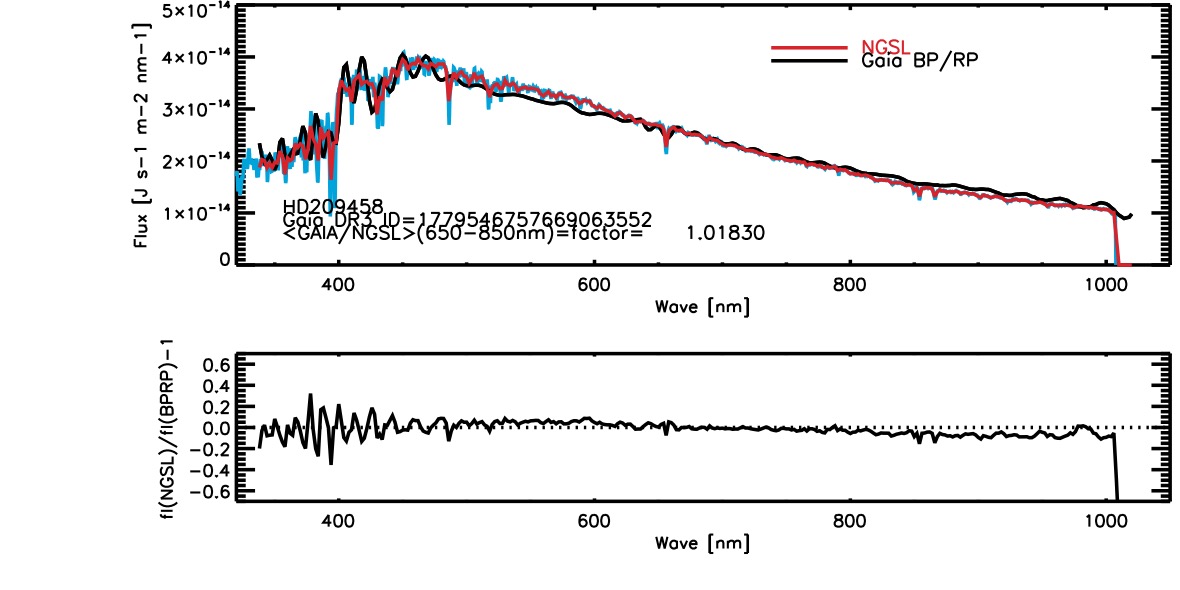 5×10⁻¹⁴
4×10⁻¹⁴
3×10⁻¹⁴
2×10⁻¹⁴
1×10⁻¹⁴
0
Flux [J s−1 m−2 nm−1]
NGSL
Gaia BP/RP
HD209458
Gaia DR3 ID=1779546757669063552
<GAIA/NGSL>(650−850nm)=factor= 1.01830
400 600 800 1000
Wave [nm]
0.6
0.4
0.2
0.0
−0.2
−0.4
−0.6
fl(NGSL)/fl(BPRP)−1
400 600 800 1000
Wave [nm]